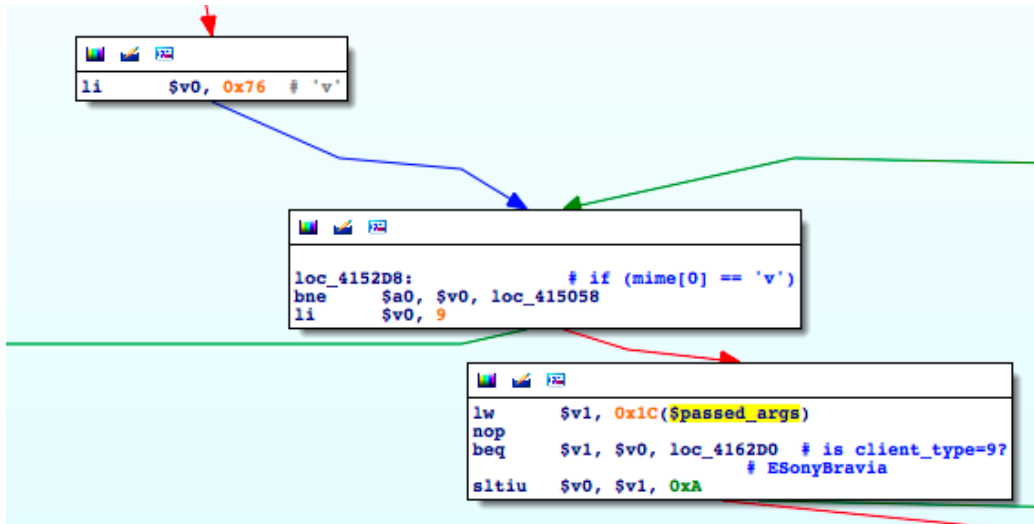 li $v0, 0x76 # 'v'
loc_4152D8: # if (mime[0] == 'v')
bne $a0, $v0, loc_415058
li $v0, 9
lw $v1, 0x1C($passed_args)
nop
beq $v1, $v0, loc_4162D0 # is client_type=9?
# ESonyBravia
sltiu $v0, $v1, 0xA